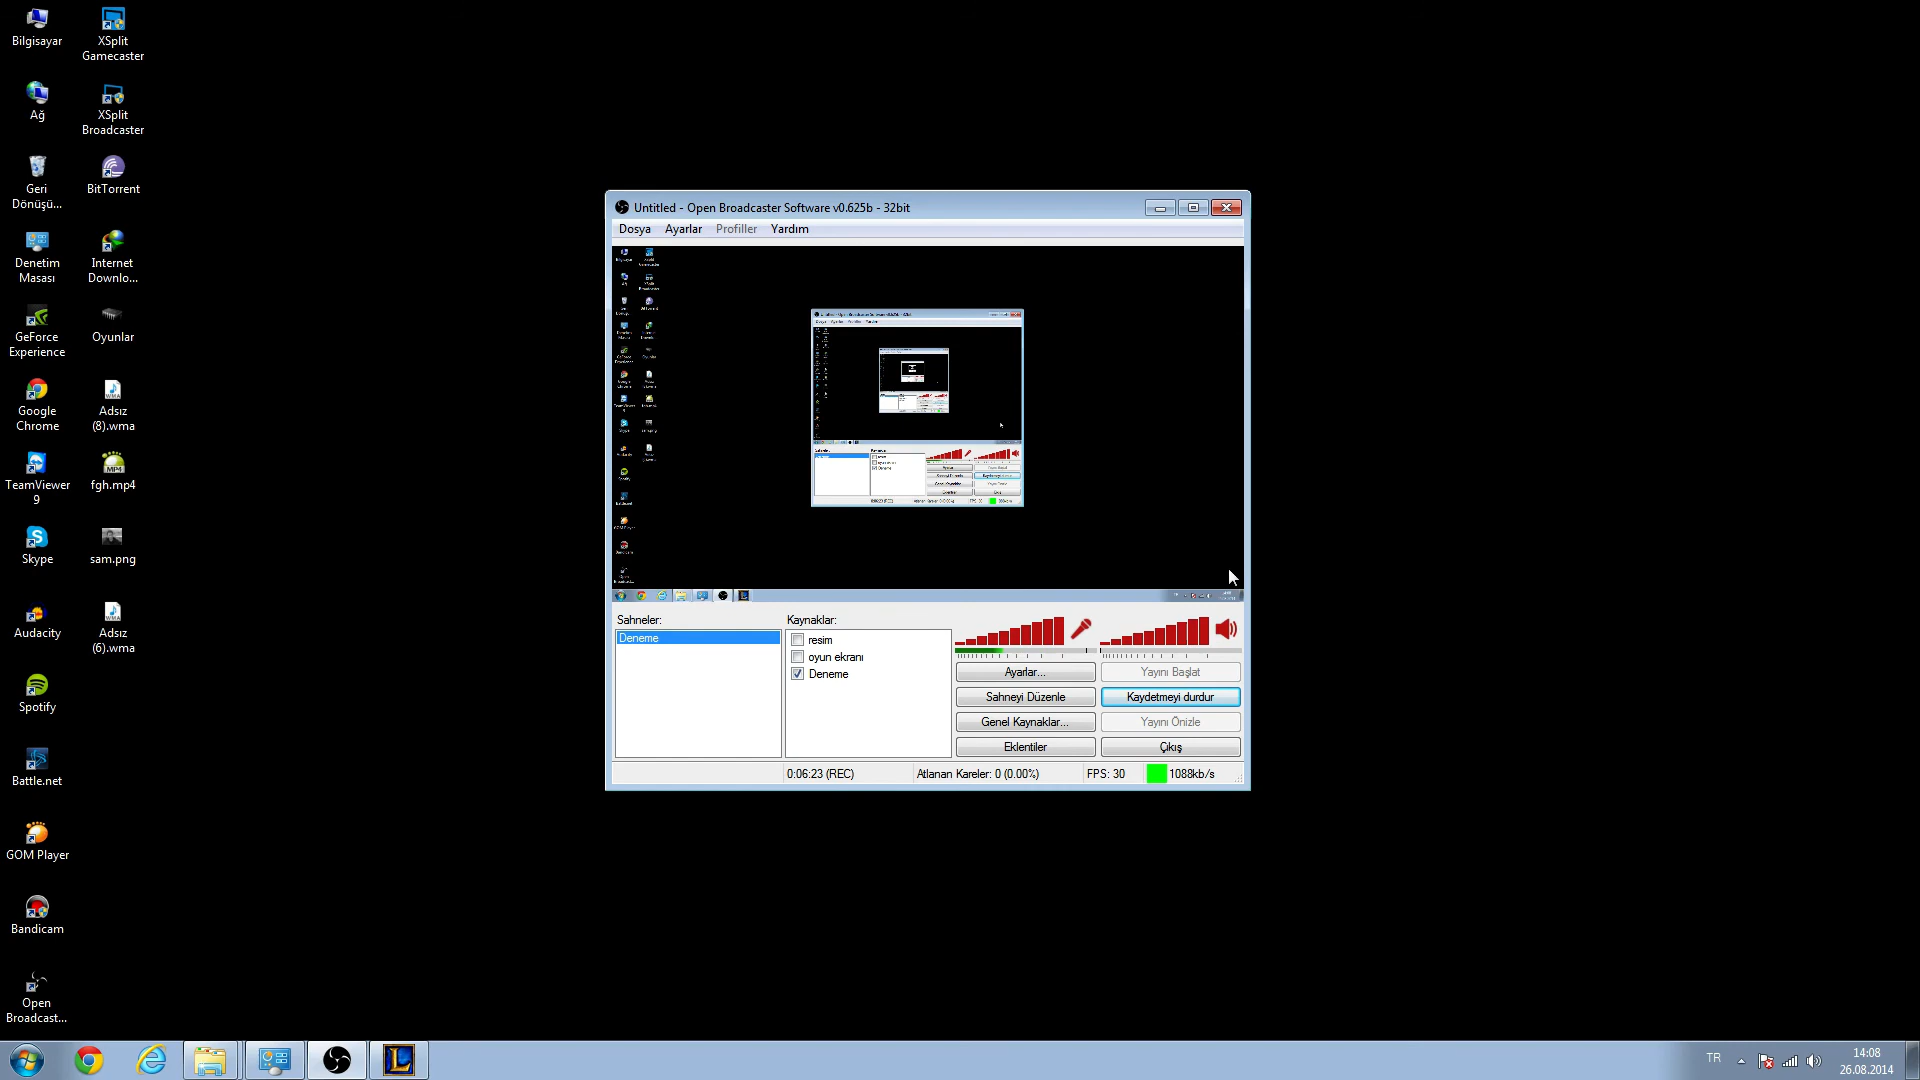 Bilgisayar
XSplit
Gamecaster
Ağ
XSplit
Broadcaster
Geri
Dönüşü...
BitTorrent
Denetim
Masası
Internet
Downlo...
GeForce
Experience
Oyunlar
Google
Chrome
Adsız
(8).wma
TeamViewer
9
fgh.mp4
Skype
sam.png
Audacity
Adsız
(6).wma
Spotify
Battle.net
GOM Player
Bandicam
Open
Broadcast...
Untitled - Open Broadcaster Software v0.625b - 32bit
Dosya Ayarlar Profiller Yardım
Sahneler:
Deneme
Kaynaklar:
resim
oyun ekranı
Deneme
Ayarlar... Yayını Başlat
Sahneyi Düzenle Kaydetmeyi durdur
Genel Kaynaklar... Yayını Önizle
Eklentiler Çıkış
0:06:23 (REC) Atlanan Kareler: 0 (0.00%) FPS: 30 1088kb/s
TR
14:08
26.08.2014